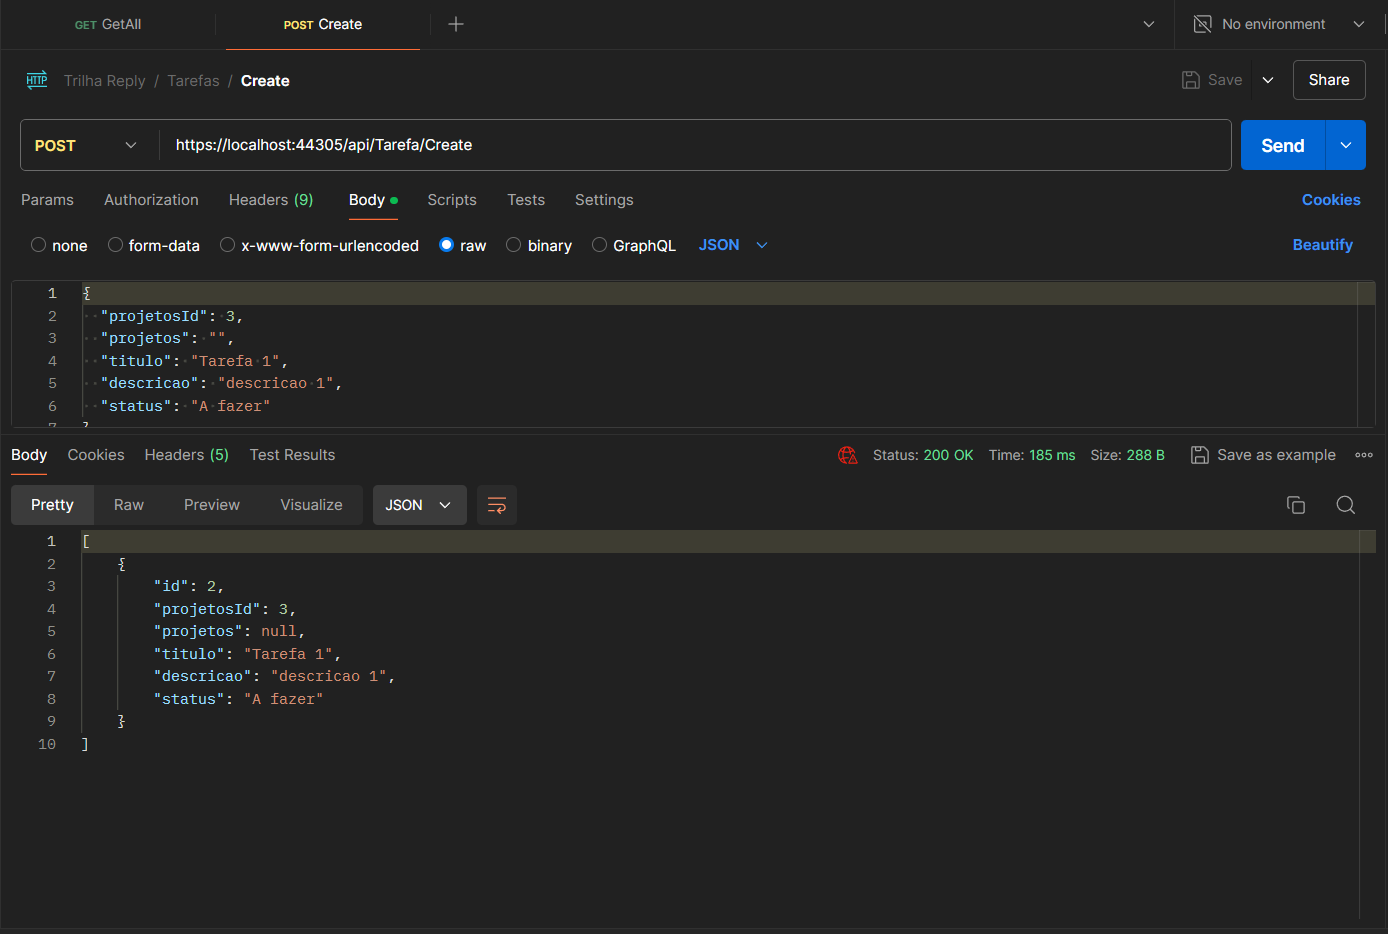 GET GetAll POST Create No environment
HTTP Trilha Reply / Tarefas / Create Save Share
POST https://localhost:44305/api/Tarefa/Create Send
Params Authorization Headers (9) Body Scripts Tests Settings Cookies
none form-data x-www-form-urlencoded raw binary GraphQL JSON Beautify
1 {
2 "projetosId": 3,
3 "projetos": "",
4 "titulo": "Tarefa 1",
5 "descricao": "descricao 1",
6 "status": "A fazer"
7 }
Body Cookies Headers (5) Test Results Status: 200 OK Time: 185 ms Size: 288 B Save as example
Pretty Raw Preview Visualize JSON
1 [
2 {
3 "id": 2,
4 "projetosId": 3,
5 "projetos": null,
6 "titulo": "Tarefa 1",
7 "descricao": "descricao 1",
8 "status": "A fazer"
9 }
10 ]